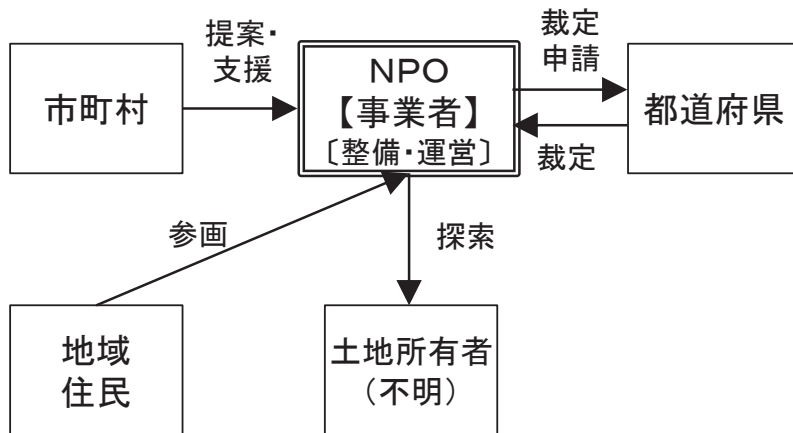 提案・
支援
裁定
申請
市町村
NPO
【事業者】
〔整備・運営〕
都道府県
裁定
参画
探索
地域
住民
土地所有者
（不明）